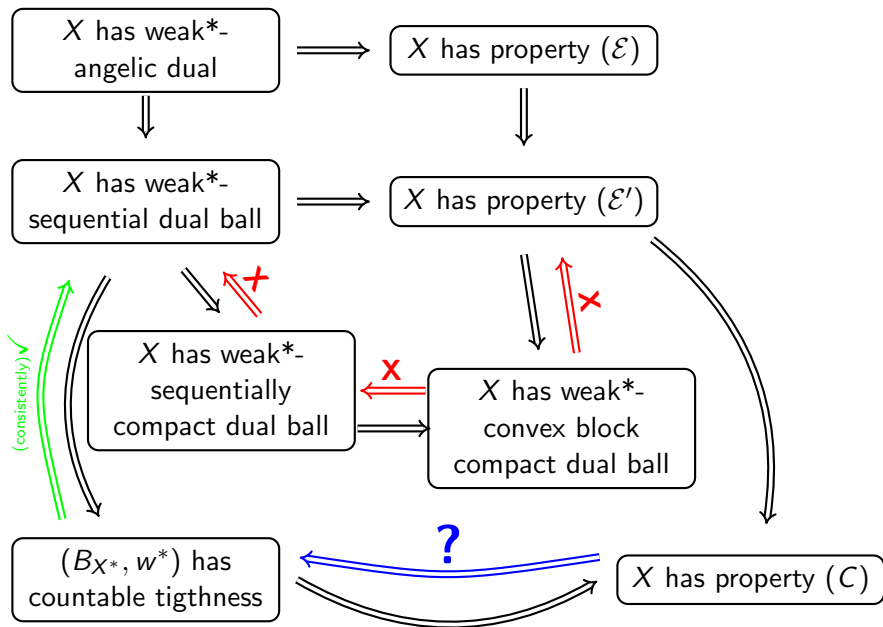 X has weak*-
angelic dual
X has property (ℰ)
X has weak*-
sequential dual ball
X has property (ℰ′)
x
x
(consistently)✓
X has weak*-
sequentially
compact dual ball
x
X has weak*-
convex block
compact dual ball
?
(B_{X*}, w*) has
countable tigthness
X has property (C)